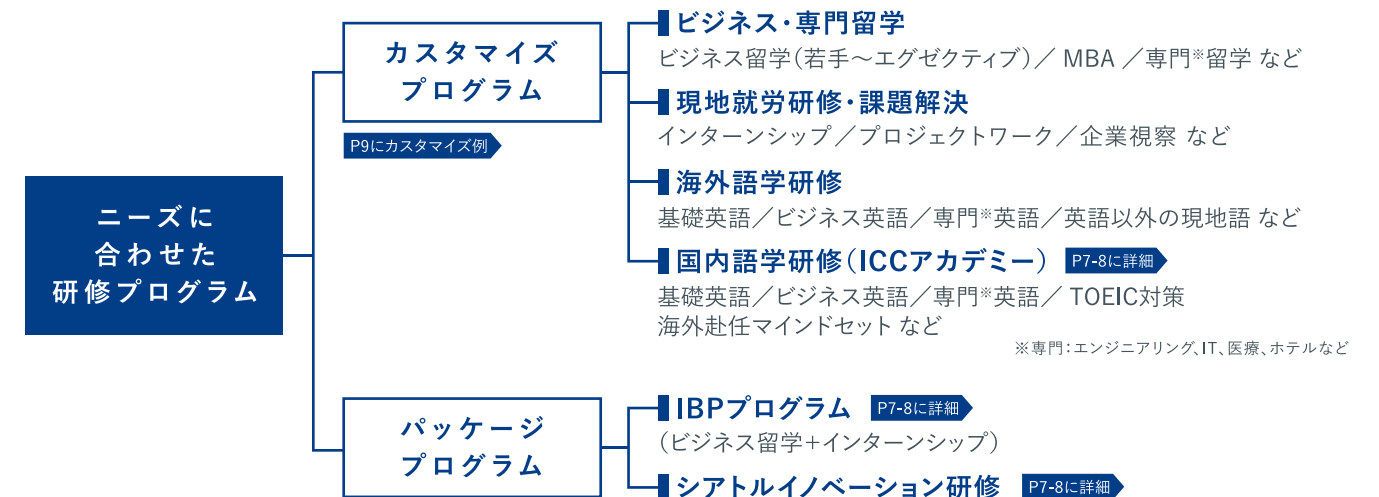 ニーズに
合わせた
研修プログラム
カスタマイズ
プログラム
P9にカスタマイズ例
ビジネス・専門留学
ビジネス留学（若手〜エグゼクティブ）／ MBA ／専門※留学 など
現地就労研修・課題解決
インターンシップ／プロジェクトワーク／企業視察 など
海外語学研修
基礎英語／ビジネス英語／専門※英語／英語以外の現地語 など
国内語学研修（ICCアカデミー） P7-8に詳細
基礎英語／ビジネス英語／専門※英語／ TOEIC対策
海外赴任マインドセット など
※専門：エンジニアリング、IT、医療、ホテルなど
パッケージ
プログラム
IBPプログラム P7-8に詳細
（ビジネス留学+インターンシップ）
シアトルイノベーション研修 P7-8に詳細